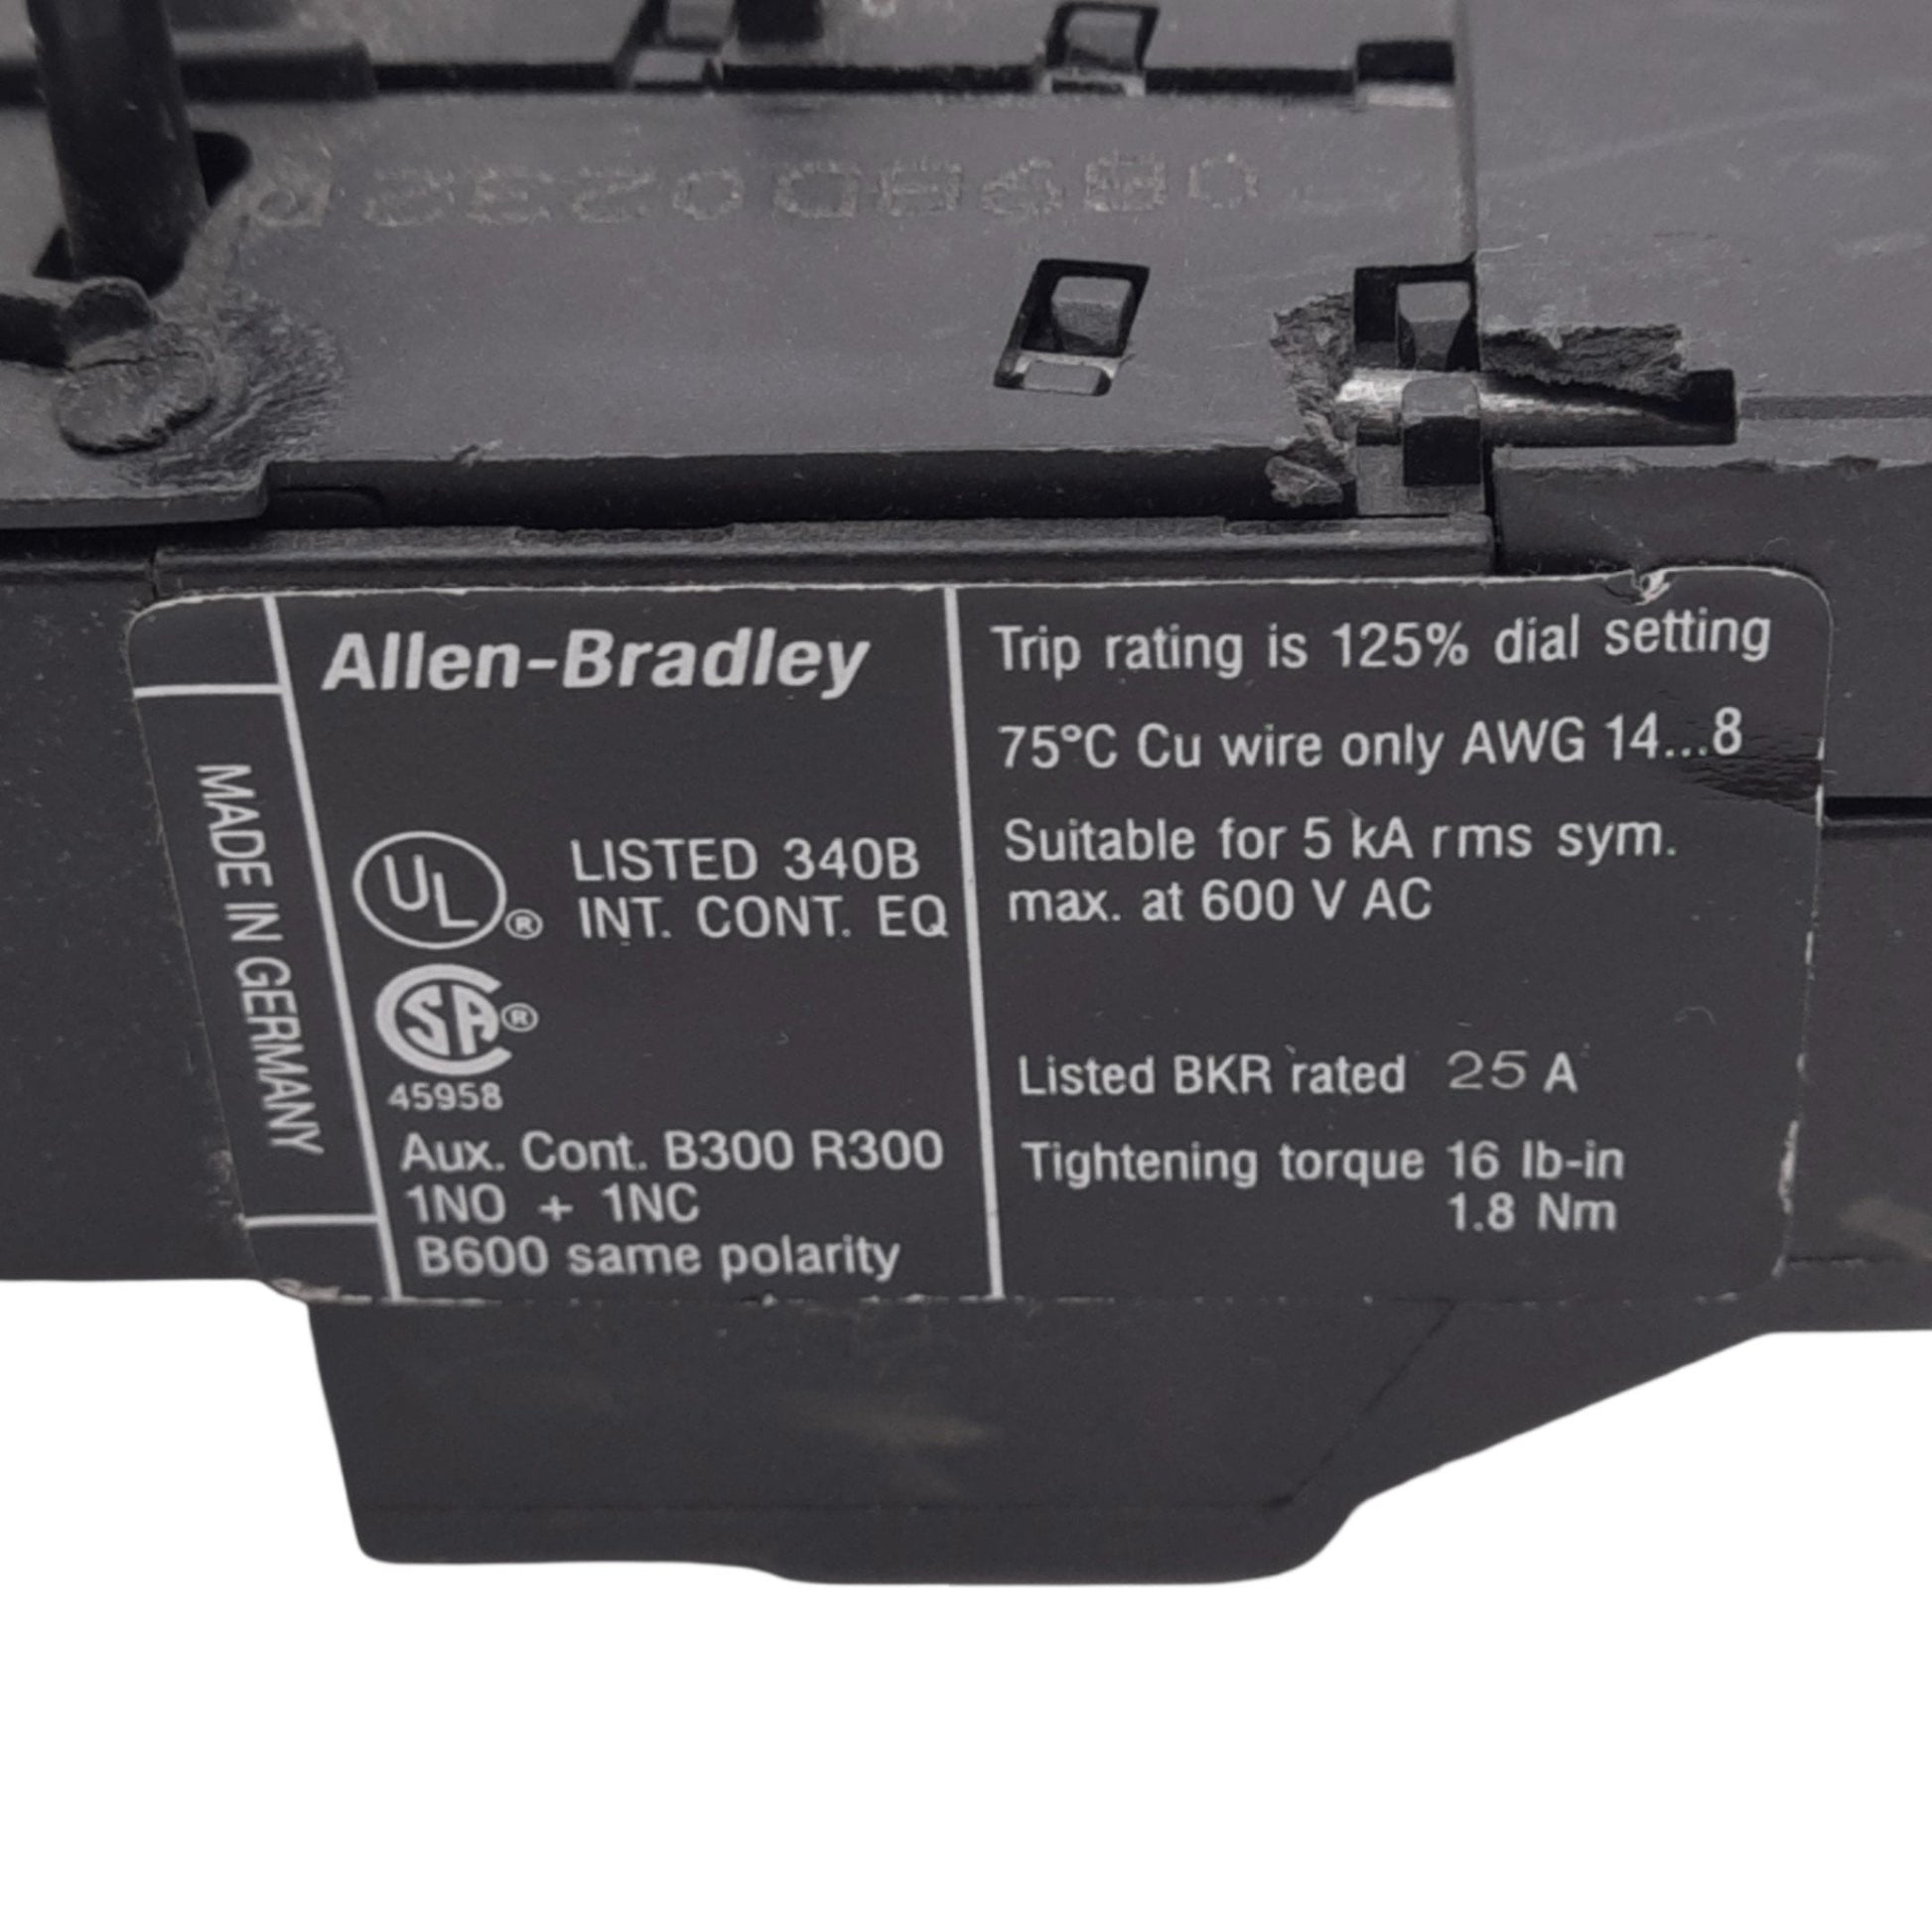 Allen-Bradley
MADE IN GERMANY
UL® LISTED 340B
INT. CONT. EQ
CSA®
45958
Aux. Cont. B300 R300
1NO + 1NC
B600 same polarity
Trip rating is 125% dial setting
75°C Cu wire only AWG 14...8
Suitable for 5 kA rms sym.
max. at 600 V AC
Listed BKR rated 25 A
Tightening torque 16 lb-in
1.8 Nm